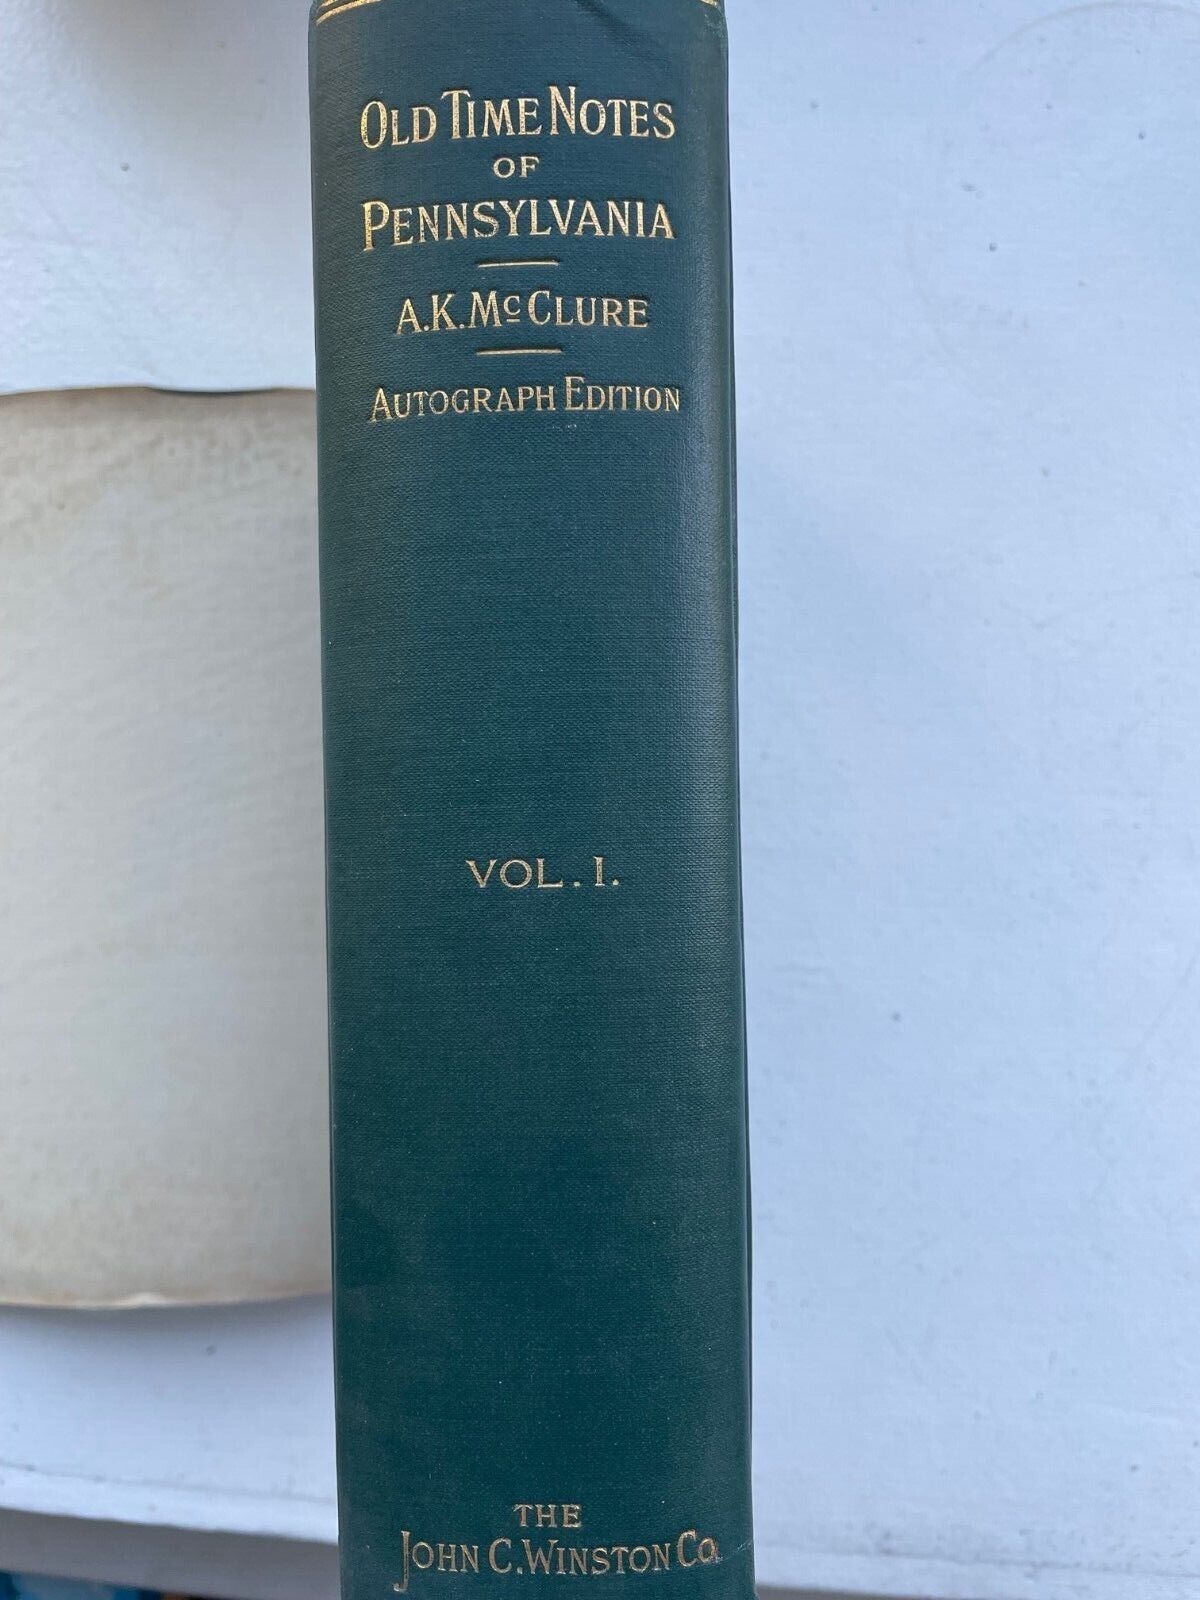 OLD TIME NOTES
OF
PENNSYLVANIA
A.K. McCLURE
AUTOGRAPH EDITION
VOL. I.
THE
JOHN C. WINSTON Co.